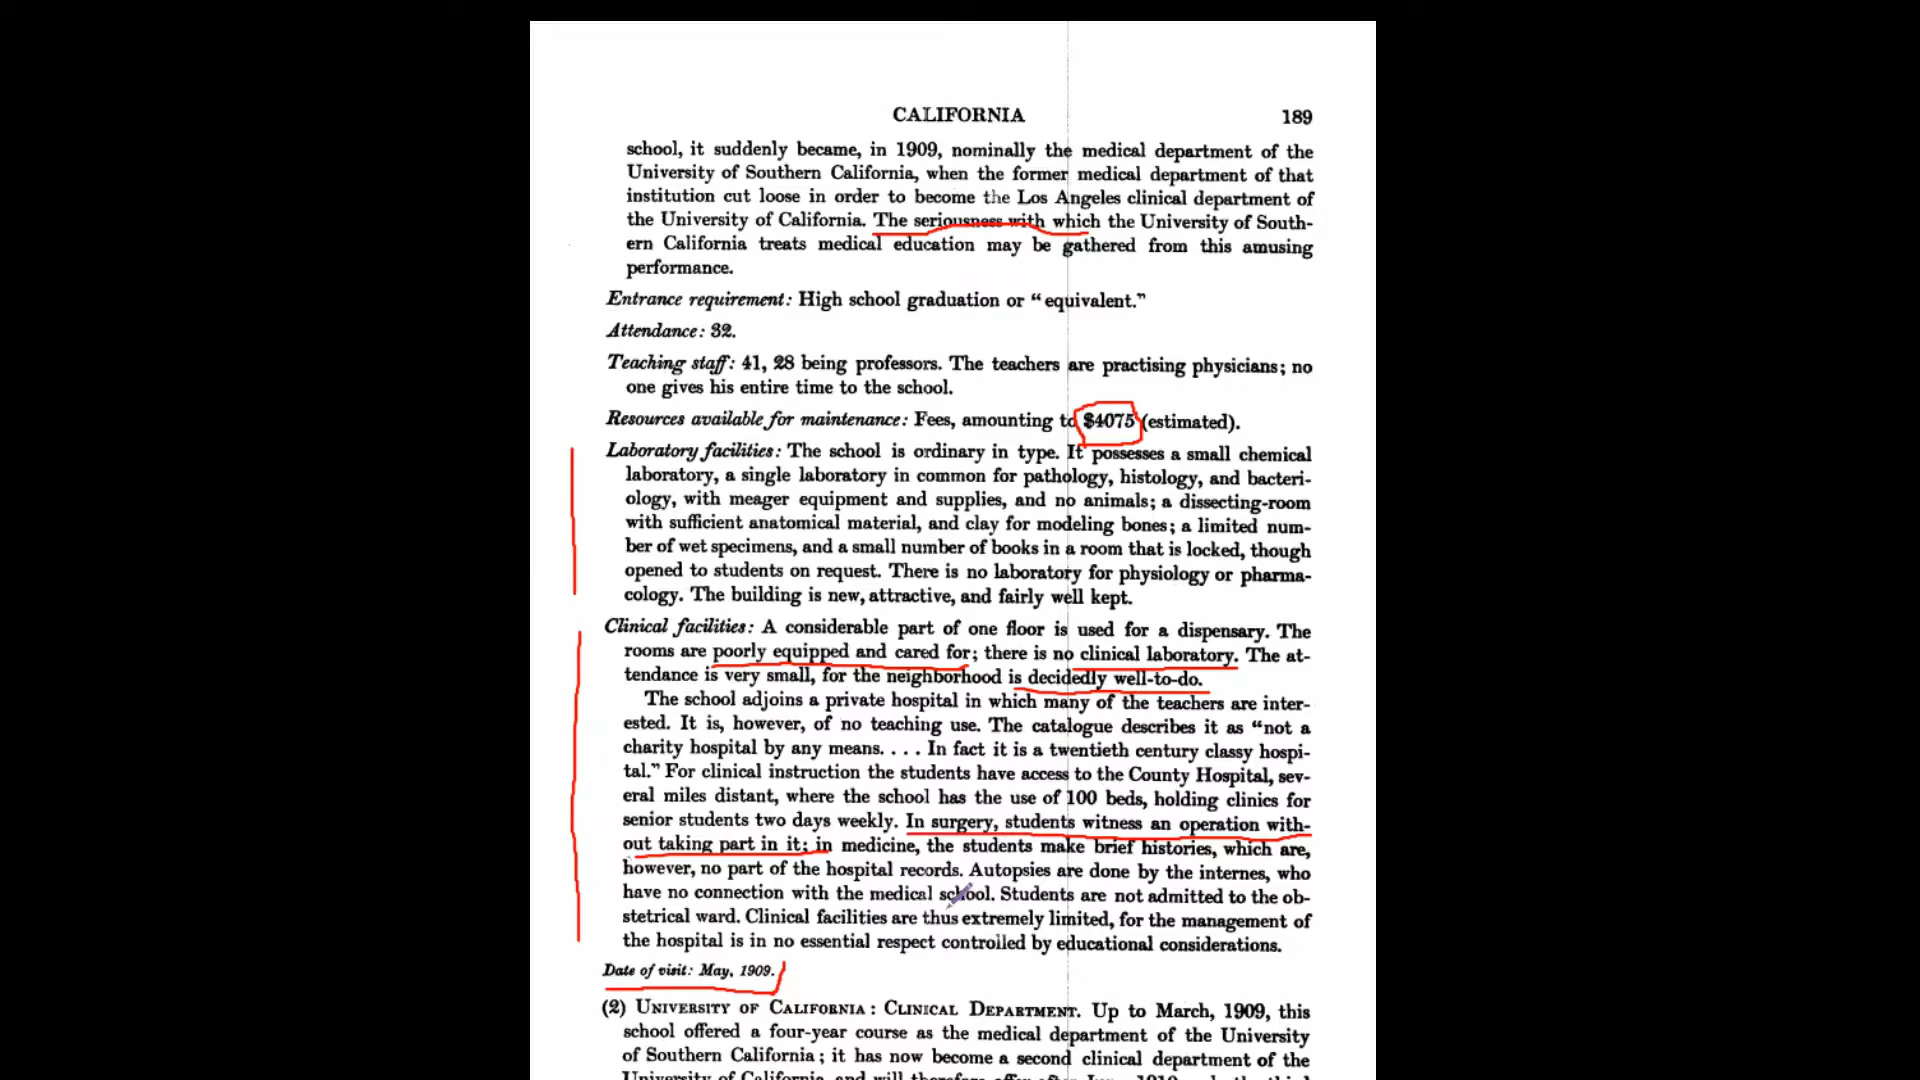 CALIFORNIA 189
school, it suddenly became, in 1909, nominally the medical department of the
University of Southern California, when the former medical department of that
institution cut loose in order to become the Los Angeles clinical department of
the University of California. The seriousness with which the University of South-
ern California treats medical education may be gathered from this amusing
performance.
Entrance requirement: High school graduation or “equivalent.”
Attendance: 32.
Teaching staff: 41, 28 being professors. The teachers are practising physicians; no
one gives his entire time to the school.
Resources available for maintenance: Fees, amounting to $4075 (estimated).
Laboratory facilities: The school is ordinary in type. It possesses a small chemical
laboratory, a single laboratory in common for pathology, histology, and bacteri-
ology, with meager equipment and supplies, and no animals; a dissecting-room
with sufficient anatomical material, and clay for modeling bones; a limited num-
ber of wet specimens, and a small number of books in a room that is locked, though
opened to students on request. There is no laboratory for physiology or pharma-
cology. The building is new, attractive, and fairly well kept.
Clinical facilities: A considerable part of one floor is used for a dispensary. The
rooms are poorly equipped and cared for; there is no clinical laboratory. The at-
tendance is very small, for the neighborhood is decidedly well-to-do.
The school adjoins a private hospital in which many of the teachers are inter-
ested. It is, however, of no teaching use. The catalogue describes it as “not a
charity hospital by any means. . . . In fact it is a twentieth century classy hospi-
tal.” For clinical instruction the students have access to the County Hospital, sev-
eral miles distant, where the school has the use of 100 beds, holding clinics for
senior students two days weekly. In surgery, students witness an operation with-
out taking part in it; in medicine, the students make brief histories, which are,
however, no part of the hospital records. Autopsies are done by the internes, who
have no connection with the medical school. Students are not admitted to the ob-
stetrical ward. Clinical facilities are thus extremely limited, for the management of
the hospital is in no essential respect controlled by educational considerations.
Date of visit: May, 1909.
(2) UNIVERSITY OF CALIFORNIA: CLINICAL DEPARTMENT. Up to March, 1909, this
school offered a four-year course as the medical department of the University
of Southern California; it has now become a second clinical department of the
University of California and will therefore offer after